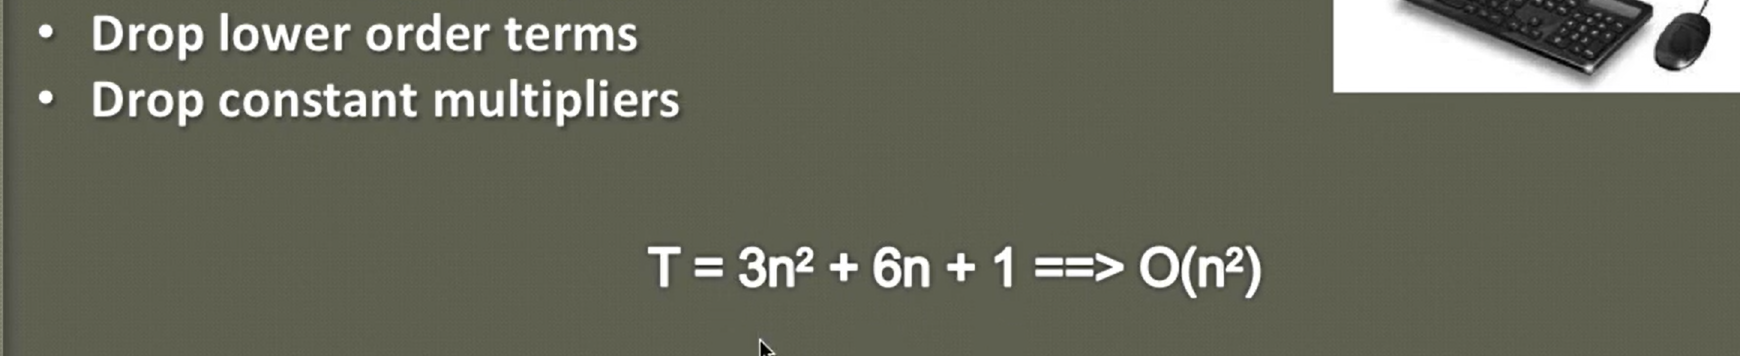 • Drop lower order terms
• Drop constant multipliers
T = 3n² + 6n + 1 ==> O(n²)